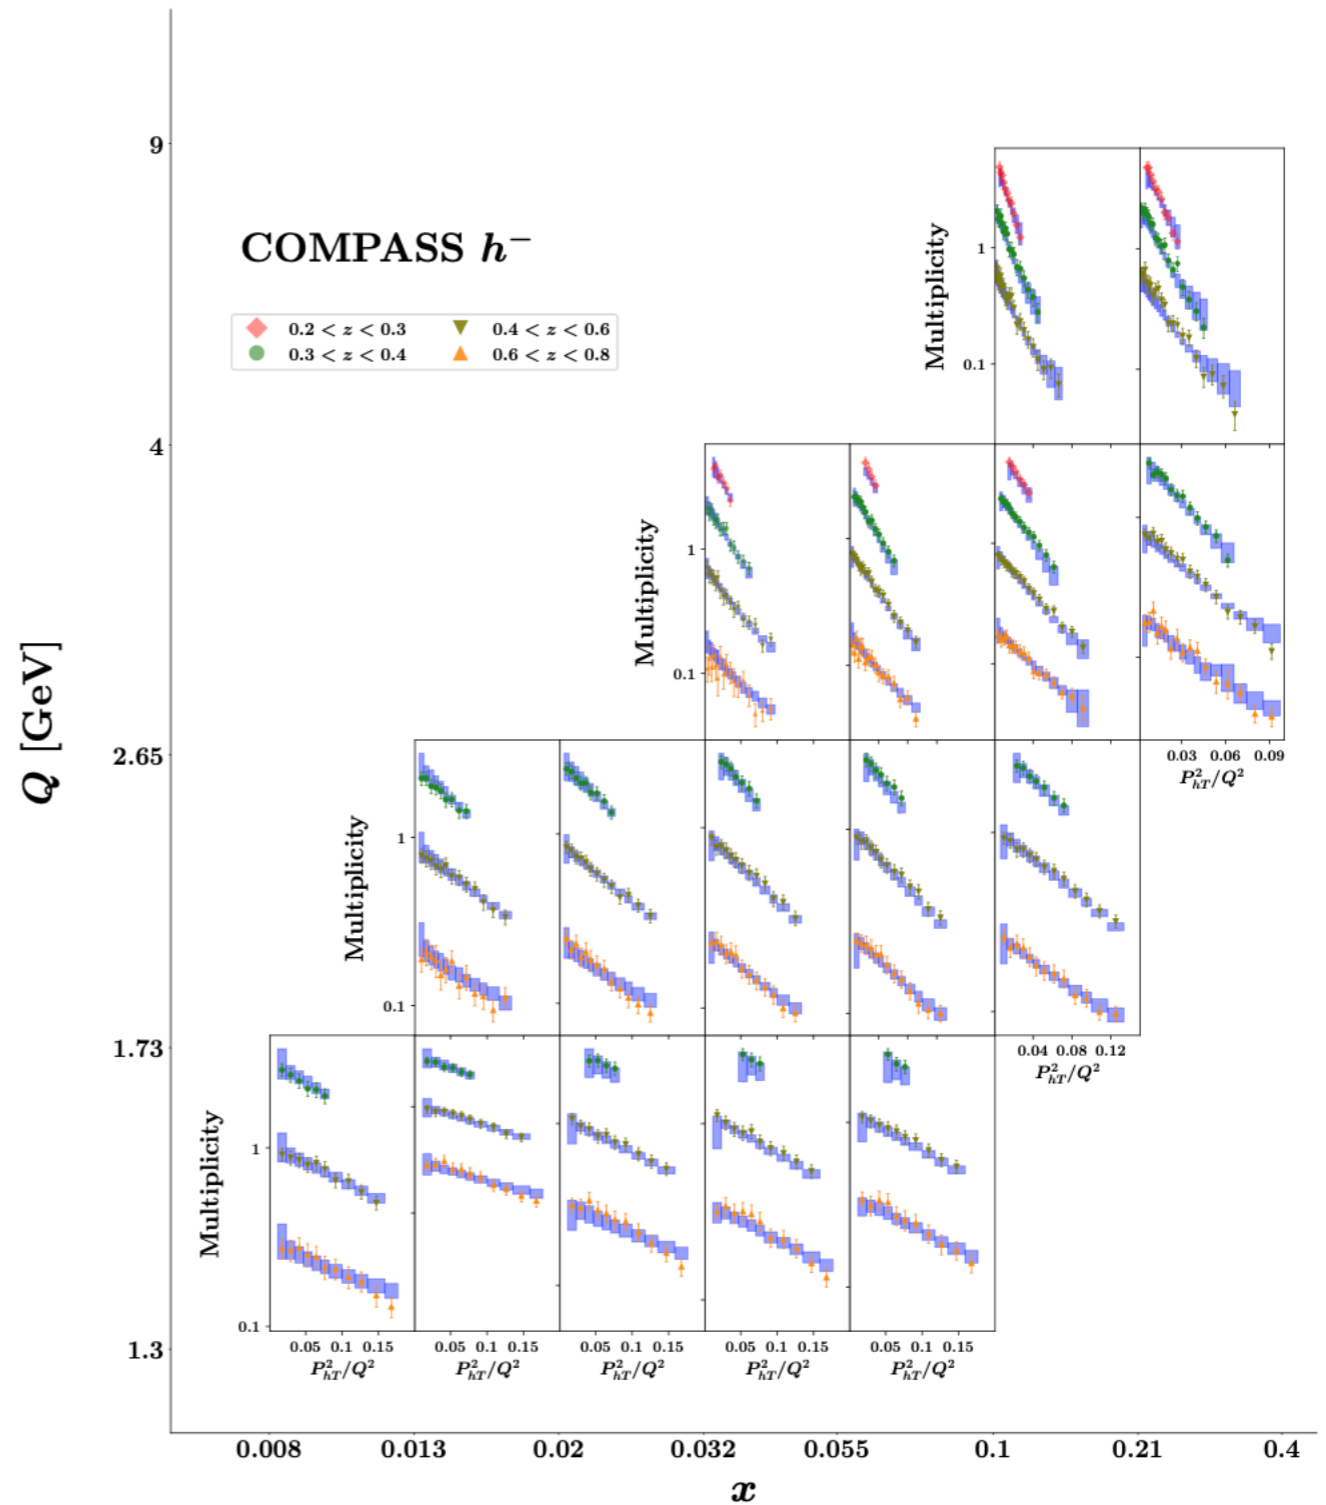 9
COMPASS h⁻
0.2 < z < 0.3
0.4 < z < 0.6
0.3 < z < 0.4
0.6 < z < 0.8
Multiplicity
1
0.1
4
Multiplicity
1
0.1
Q [GeV]
2.65
0.03 0.06 0.09
P²hT/Q²
Multiplicity
1
0.1
1.73
0.04 0.08 0.12
P²hT/Q²
Multiplicity
1
0.1
1.3
0.05 0.1 0.15
0.05 0.1 0.15
0.05 0.1 0.15
0.05 0.1 0.15
0.05 0.1 0.15
P²hT/Q²
P²hT/Q²
P²hT/Q²
P²hT/Q²
P²hT/Q²
0.008 0.013 0.02 0.032 0.055 0.1 0.21 0.4
x